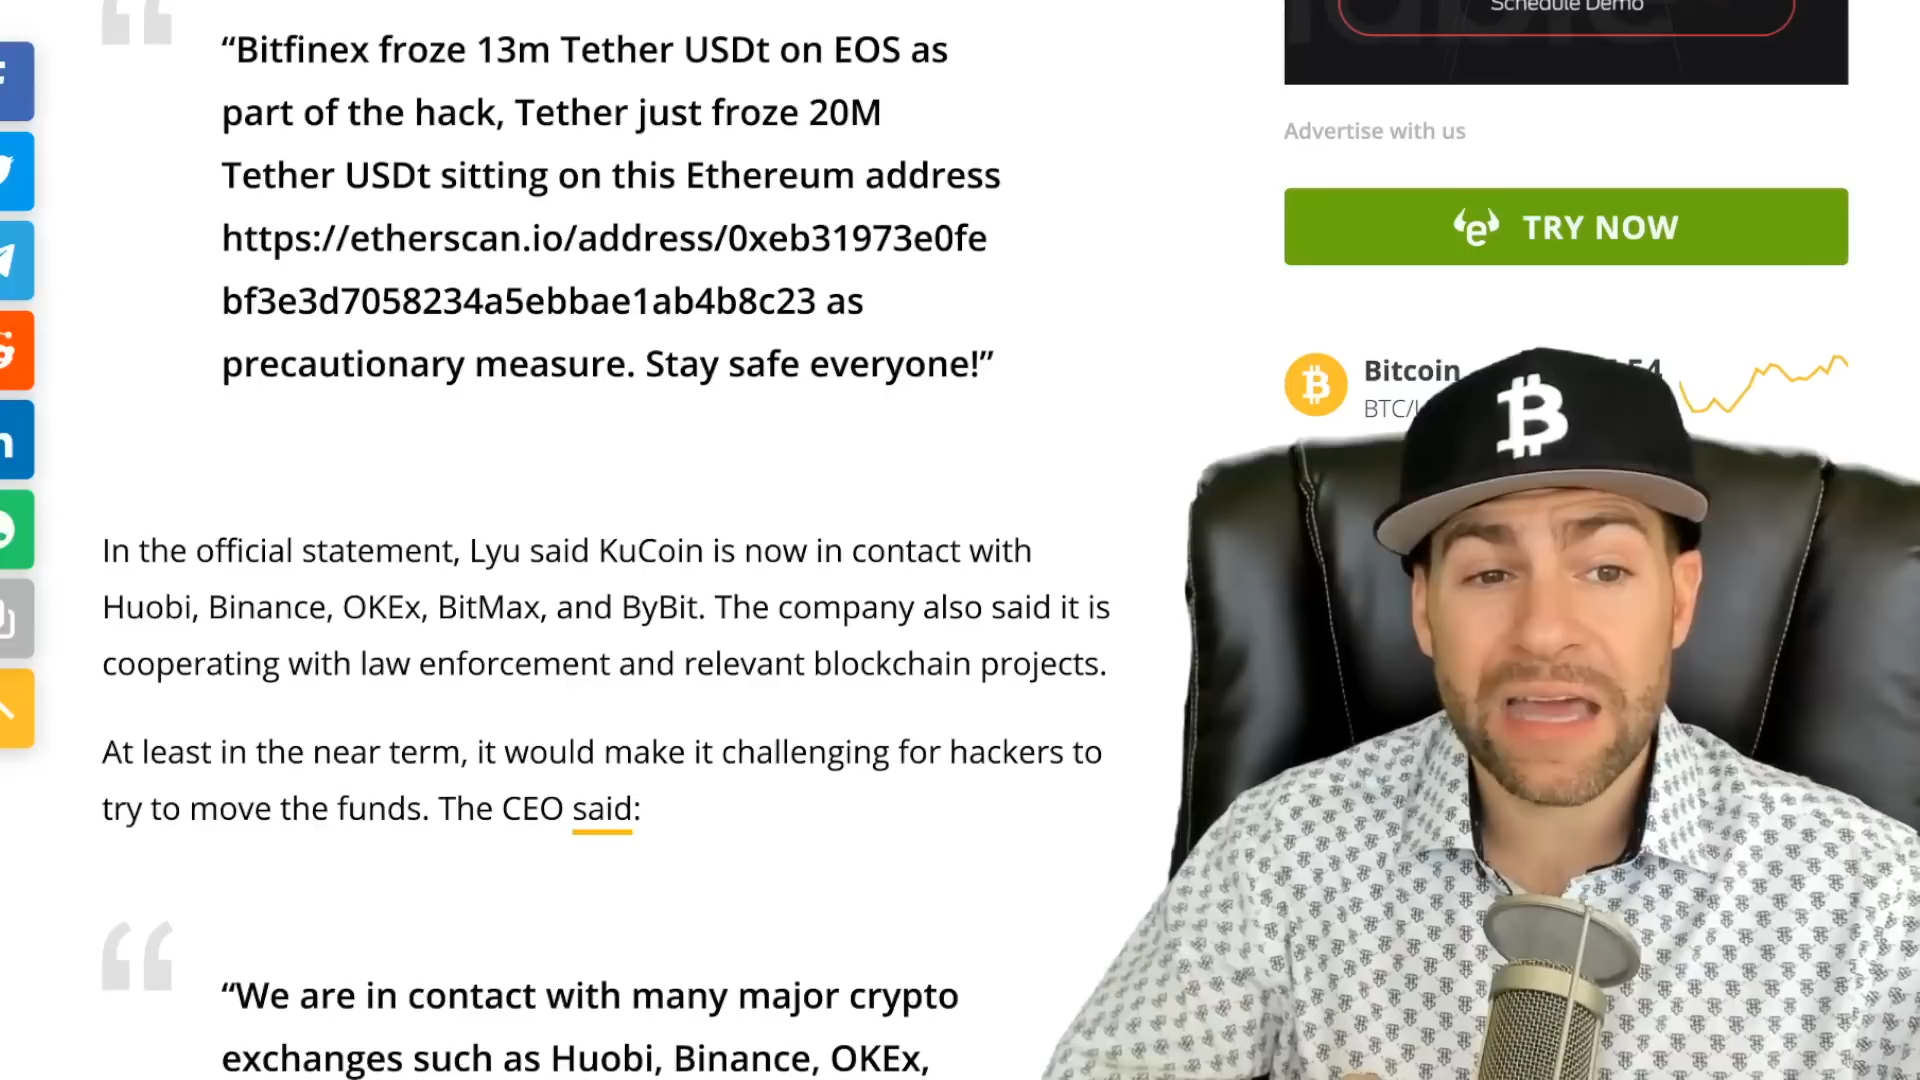 “Bitfinex froze 13m Tether USDt on EOS as
part of the hack, Tether just froze 20M
Tether USDt sitting on this Ethereum address
https://etherscan.io/address/0xeb31973e0fe
bf3e3d7058234a5ebbae1ab4b8c23 as
precautionary measure. Stay safe everyone!”
In the official statement, Lyu said KuCoin is now in contact with
Huobi, Binance, OKEx, BitMax, and ByBit. The company also said it is
cooperating with law enforcement and relevant blockchain projects.
At least in the near term, it would make it challenging for hackers to
try to move the funds. The CEO said:
“We are in contact with many major crypto
exchanges such as Huobi, Binance, OKEx,
Schedule Demo
Advertise with us
TRY NOW
Bitcoin
BTC/